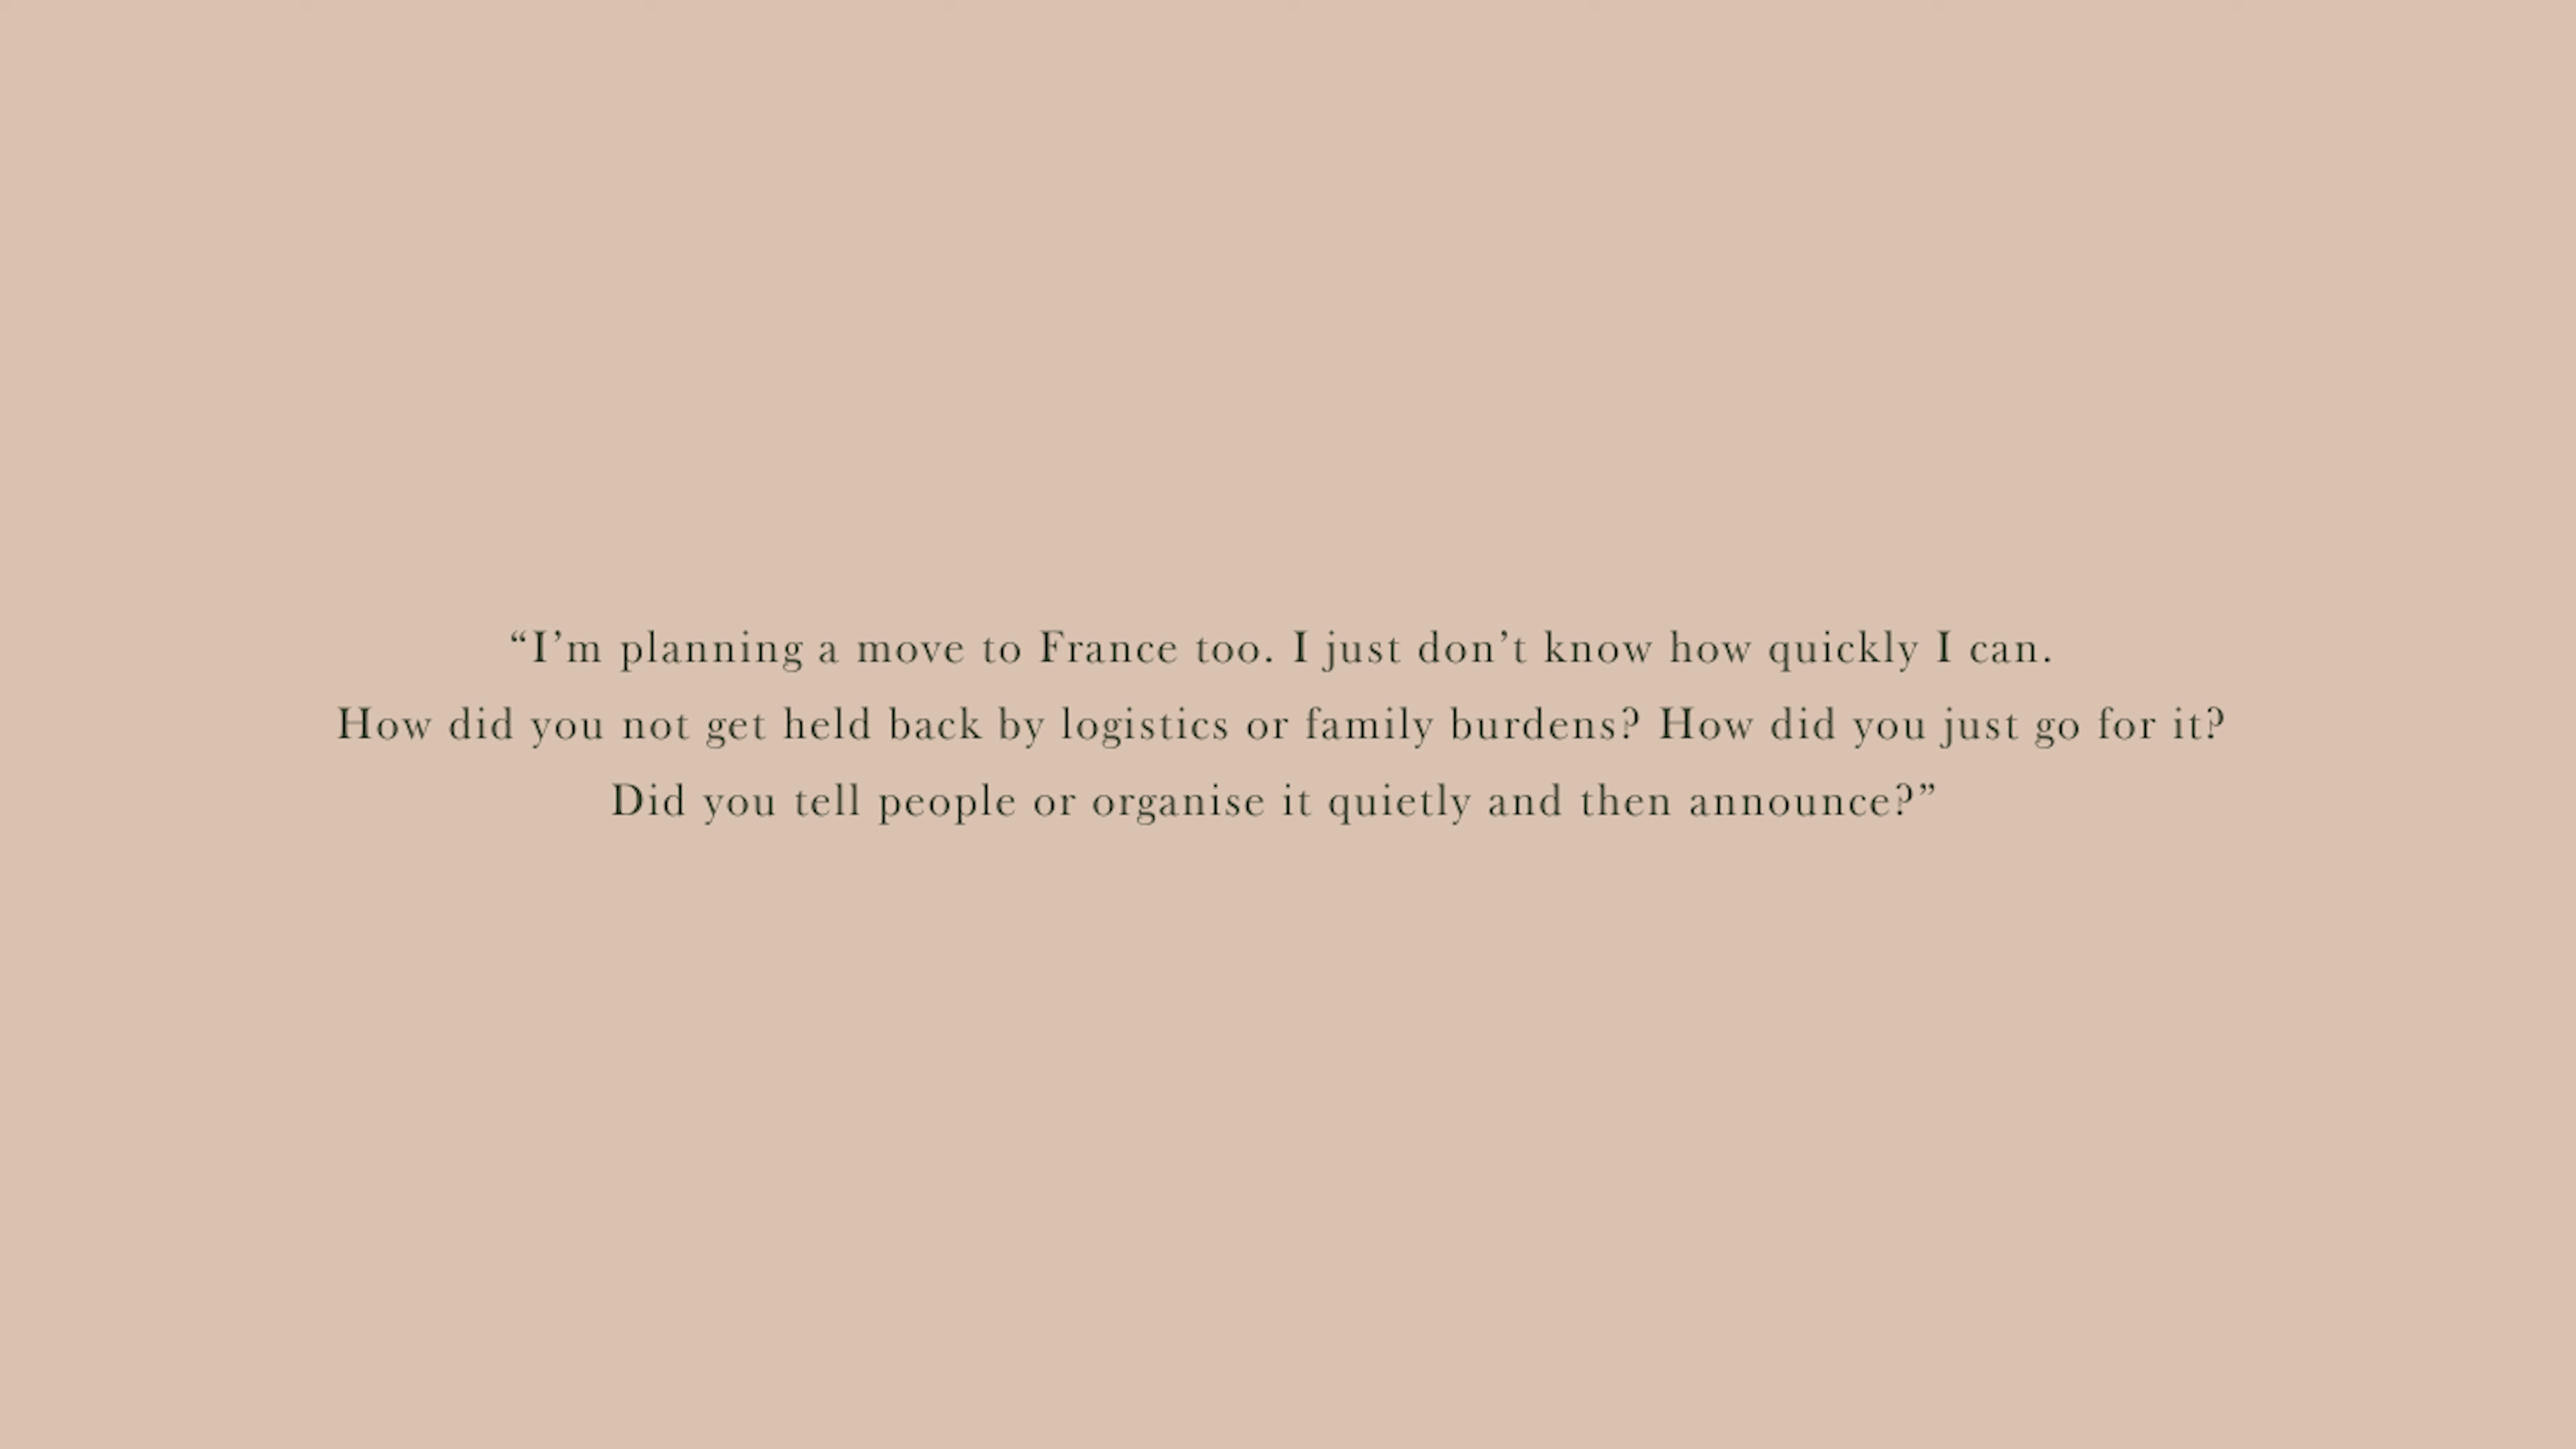 “I’m planning a move to France too. I just don’t know how quickly I can.
How did you not get held back by logistics or family burdens? How did you just go for it?
Did you tell people or organise it quietly and then announce?”